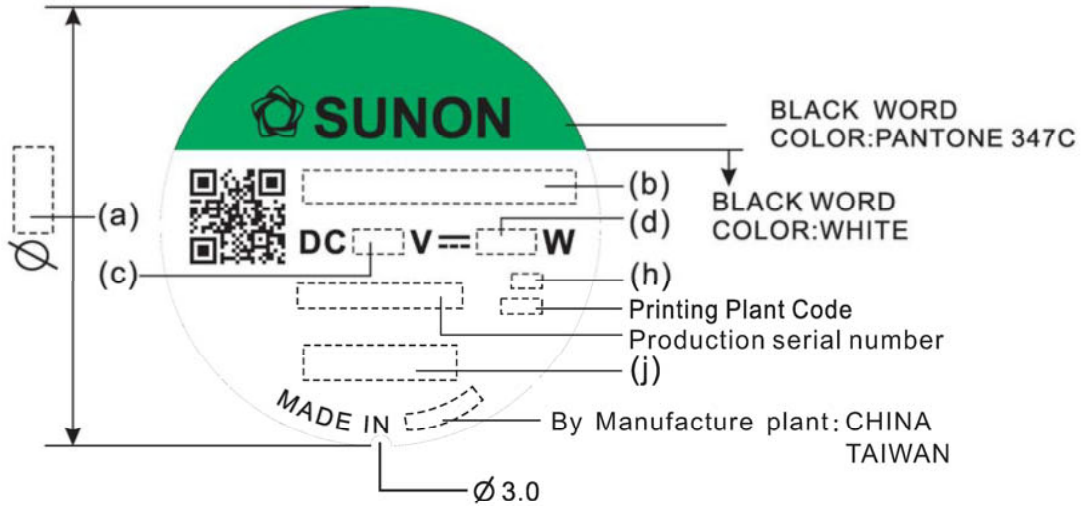 SUNON
BLACK WORD
COLOR:PANTONE 347C
(a)
(b)
BLACK WORD
COLOR:WHITE
DC V W
(d)
(c)
(h)
Printing Plant Code
Production serial number
(j)
MADE IN
By Manufacture plant: CHINA
TAIWAN
Ø
Ø 3.0